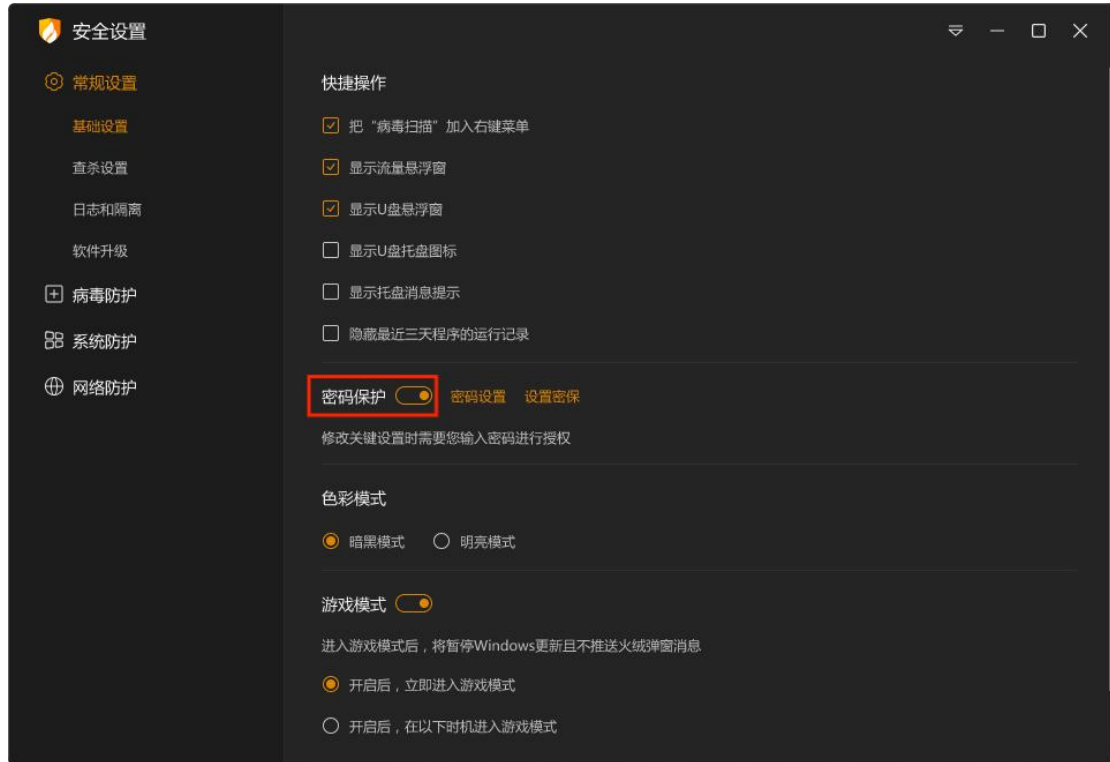 安全设置
常规设置
基础设置
查杀设置
日志和隔离
软件升级
病毒防护
系统防护
网络防护
快捷操作
把“病毒扫描”加入右键菜单
显示流量悬浮窗
显示U盘悬浮窗
显示U盘托盘图标
显示托盘消息提示
隐藏最近三天程序的运行记录
密码保护 密码设置 设置密保
修改关键设置时需要您输入密码进行授权
色彩模式
暗黑模式 明亮模式
游戏模式
进入游戏模式后，将暂停Windows更新且不推送火绒弹窗消息
开启后，立即进入游戏模式
开启后，在以下时机进入游戏模式